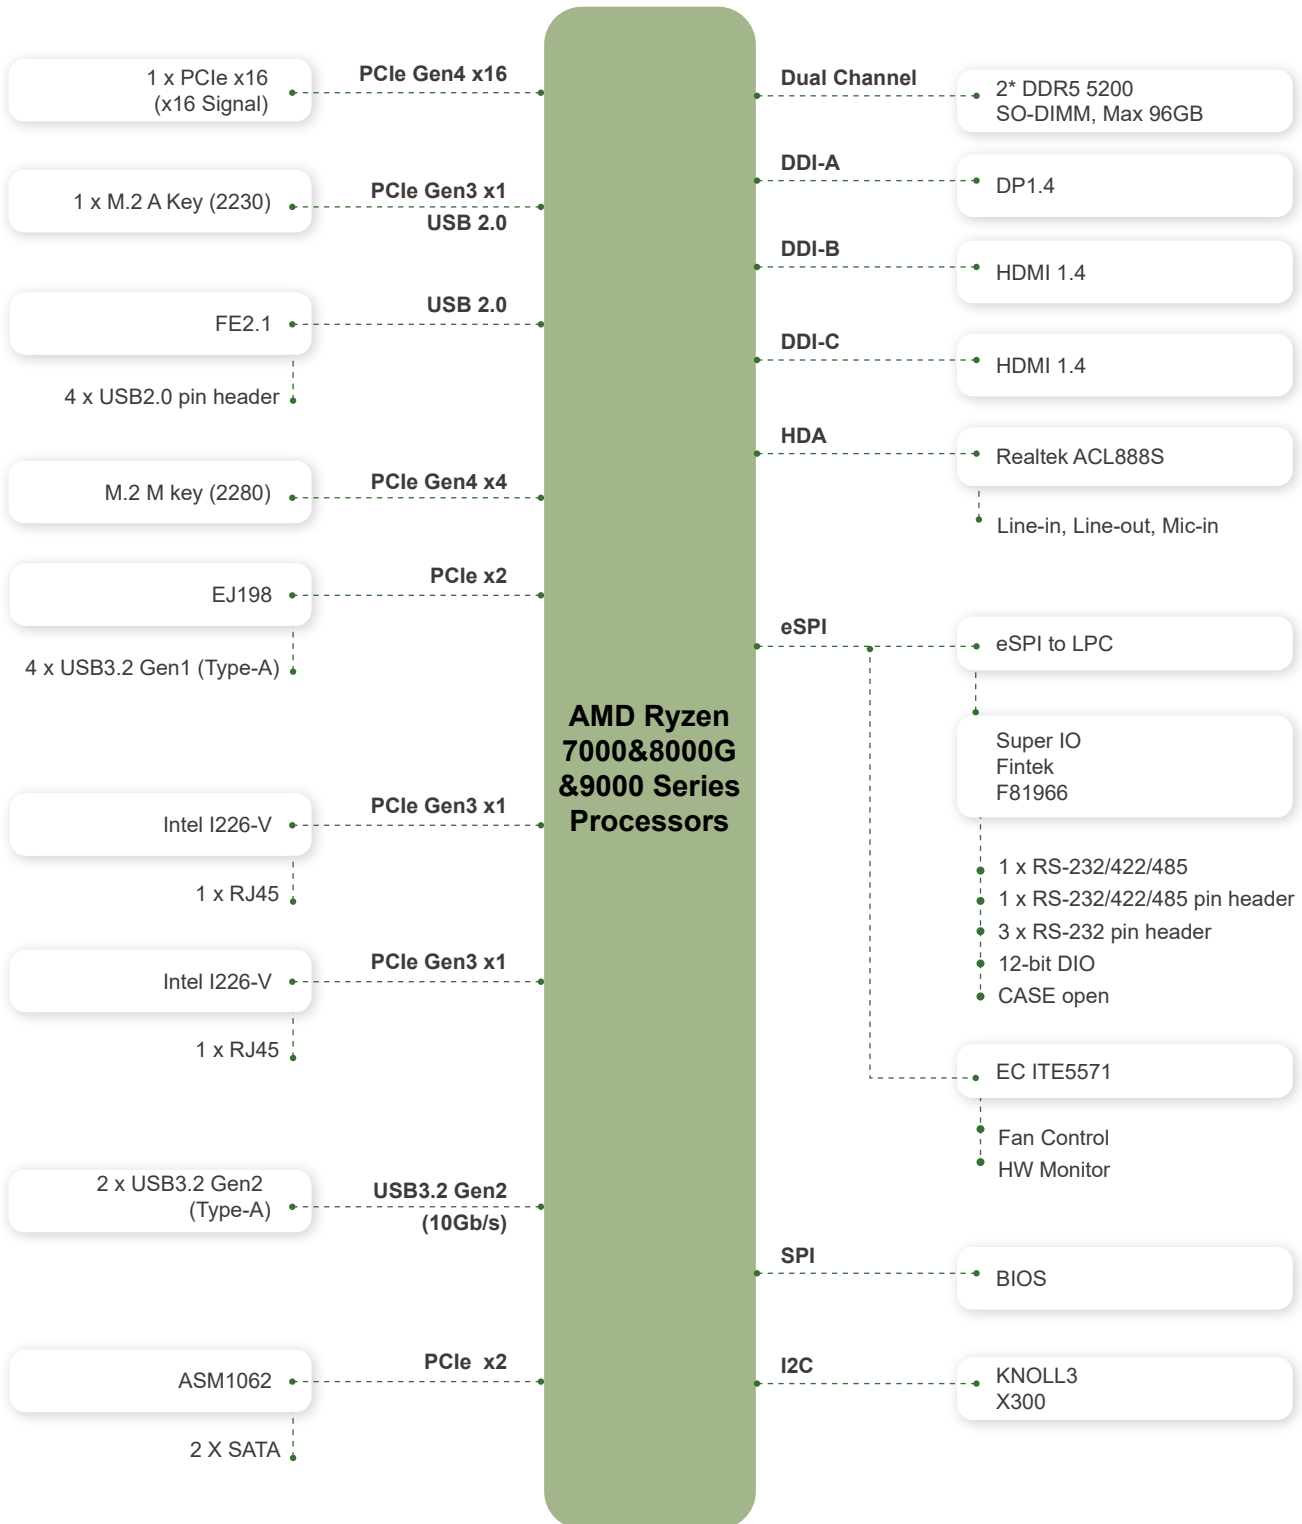 1 x PCIe x16
(x16 Signal)
PCIe Gen4 x16
1 x M.2 A Key (2230)
PCIe Gen3 x1
USB 2.0
FE2.1
USB 2.0
4 x USB2.0 pin header
M.2 M key (2280)
PCIe Gen4 x4
EJ198
PCIe x2
4 x USB3.2 Gen1 (Type-A)
Intel I226-V
PCIe Gen3 x1
1 x RJ45
Intel I226-V
PCIe Gen3 x1
1 x RJ45
2 x USB3.2 Gen2
(Type-A)
USB3.2 Gen2
(10Gb/s)
ASM1062
PCIe  x2
2 X SATA
AMD Ryzen
7000&8000G
&9000 Series
Processors
Dual Channel
2* DDR5 5200
SO-DIMM, Max 96GB
DDI-A
DP1.4
DDI-B
HDMI 1.4
DDI-C
HDMI 1.4
HDA
Realtek ACL888S
Line-in, Line-out, Mic-in
eSPI
eSPI to LPC
Super IO
Fintek
F81966
1 x RS-232/422/485
1 x RS-232/422/485 pin header
3 x RS-232 pin header
12-bit DIO
CASE open
EC ITE5571
Fan Control
HW Monitor
SPI
BIOS
I2C
KNOLL3
X300